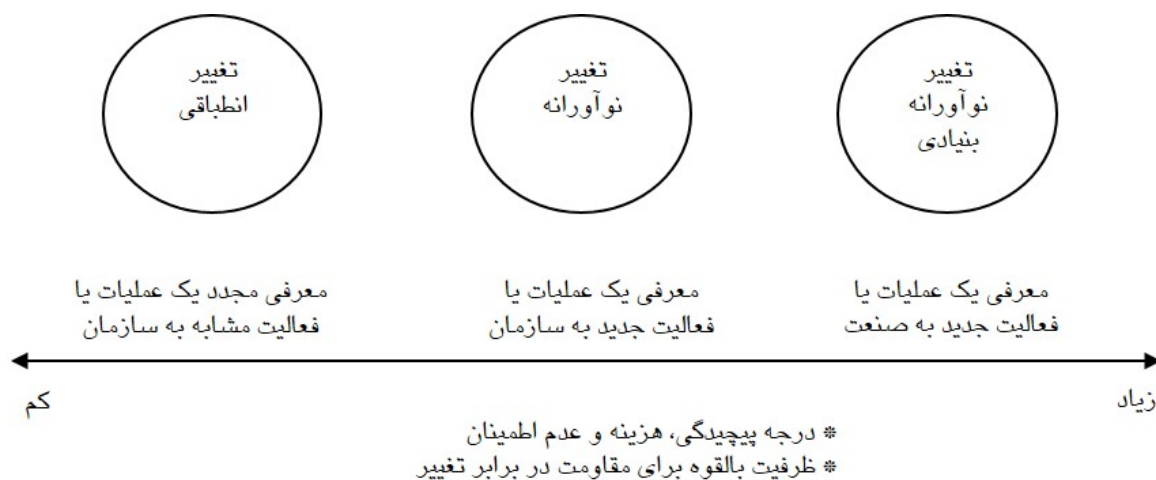 تغییر
نوآورانه
بنیادی
تغییر
نوآورانه
تغییر
انطباقی
معرفی یک عملیات یا
فعالیت جدید به صنعت
معرفی یک عملیات یا
فعالیت جدید به سازمان
معرفی مجدد یک عملیات یا
فعالیت مشابه به سازمان
زیاد
کم
* درجه پیچیدگی، هزینه و عدم اطمینان
* ظرفیت بالقوه برای مقاومت در برابر تغییر